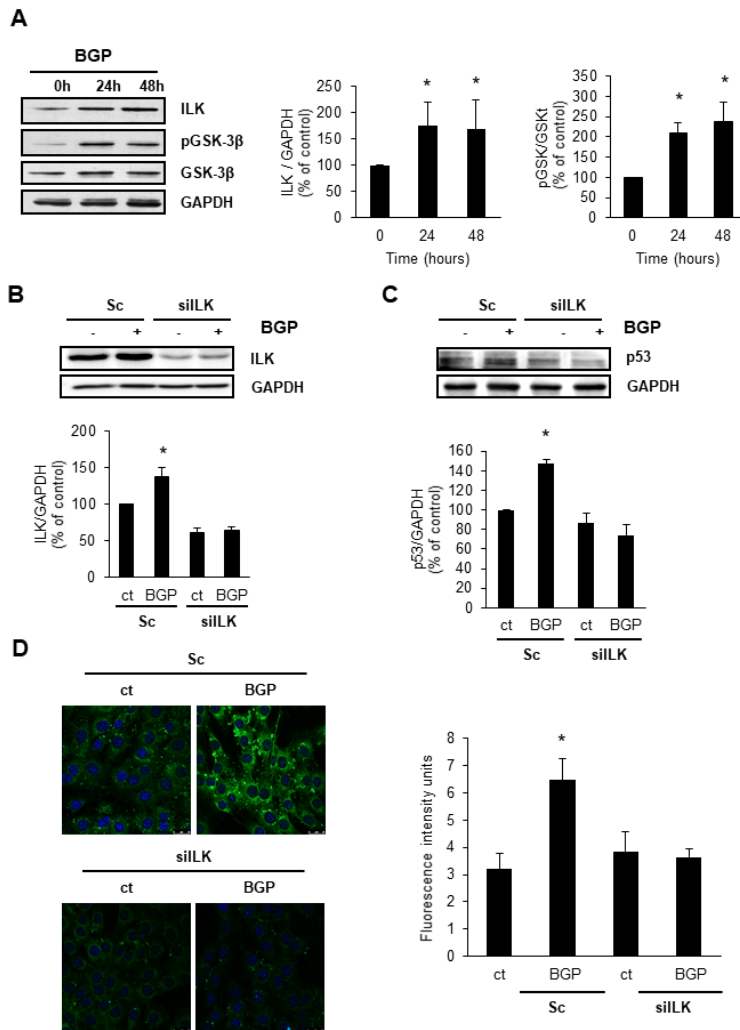 A
BGP
0h 24h 48h
ILK
pGSK-3β
GSK-3β
GAPDH
ILK / GAPDH
(% of control)
250
200
150
100
50
0
* *
0 24 48
Time (hours)
pGSK/GSKt
(% of control)
350
300
250
200
150
100
50
0
* *
0 24 48
Time (hours)
B
Sc siILK
- + - + BGP
ILK
GAPDH
ILK/GAPDH
(% of control)
200
150
100
50
0
*
ct BGP ct BGP
Sc siILK
C
Sc siILK
- + - + BGP
p53
GAPDH
p53/GAPDH
(% of control)
160
140
120
100
80
60
40
20
0
*
ct BGP ct BGP
Sc siILK
D
Sc
ct BGP
siILK
ct BGP
Fluorescence intensity units
8
7
6
5
4
3
2
1
0
*
ct BGP ct BGP
Sc siILK